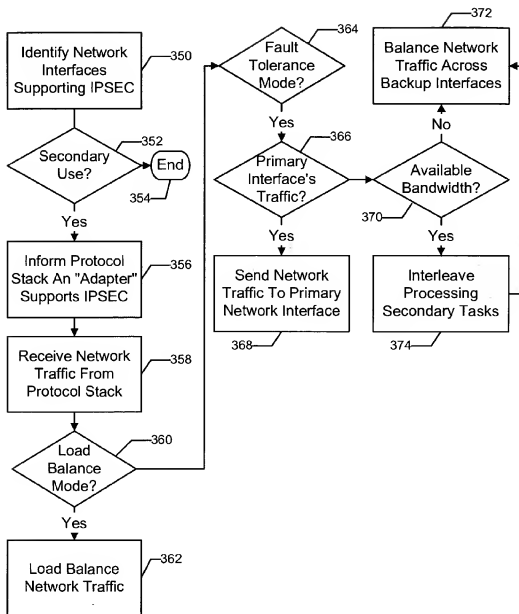 Identify Network
Interfaces
Supporting IPSEC
350
Secondary
Use?
352
End
354
Yes
Inform Protocol
Stack An "Adapter"
Supports IPSEC
356
Receive Network
Traffic From
Protocol Stack
358
Load
Balance
Mode?
360
Yes
Load Balance
Network Traffic
362
Fault
Tolerance
Mode?
364
Yes
Primary
Interface's
Traffic?
366
Yes
Send Network
Traffic To Primary
Network Interface
368
372
Balance Network
Traffic Across
Backup Interfaces
No
Available
Bandwidth?
370
Yes
Interleave
Processing
Secondary Tasks
374